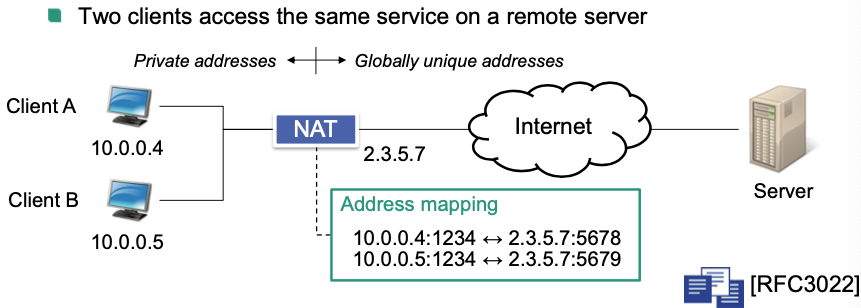 Two clients access the same service on a remote server
Private addresses
Globally unique addresses
Client A
10.0.0.4
NAT
2.3.5.7
Internet
Server
Client B
10.0.0.5
Address mapping
10.0.0.4:1234 ↔ 2.3.5.7:5678
10.0.0.5:1234 ↔ 2.3.5.7:5679
[RFC3022]